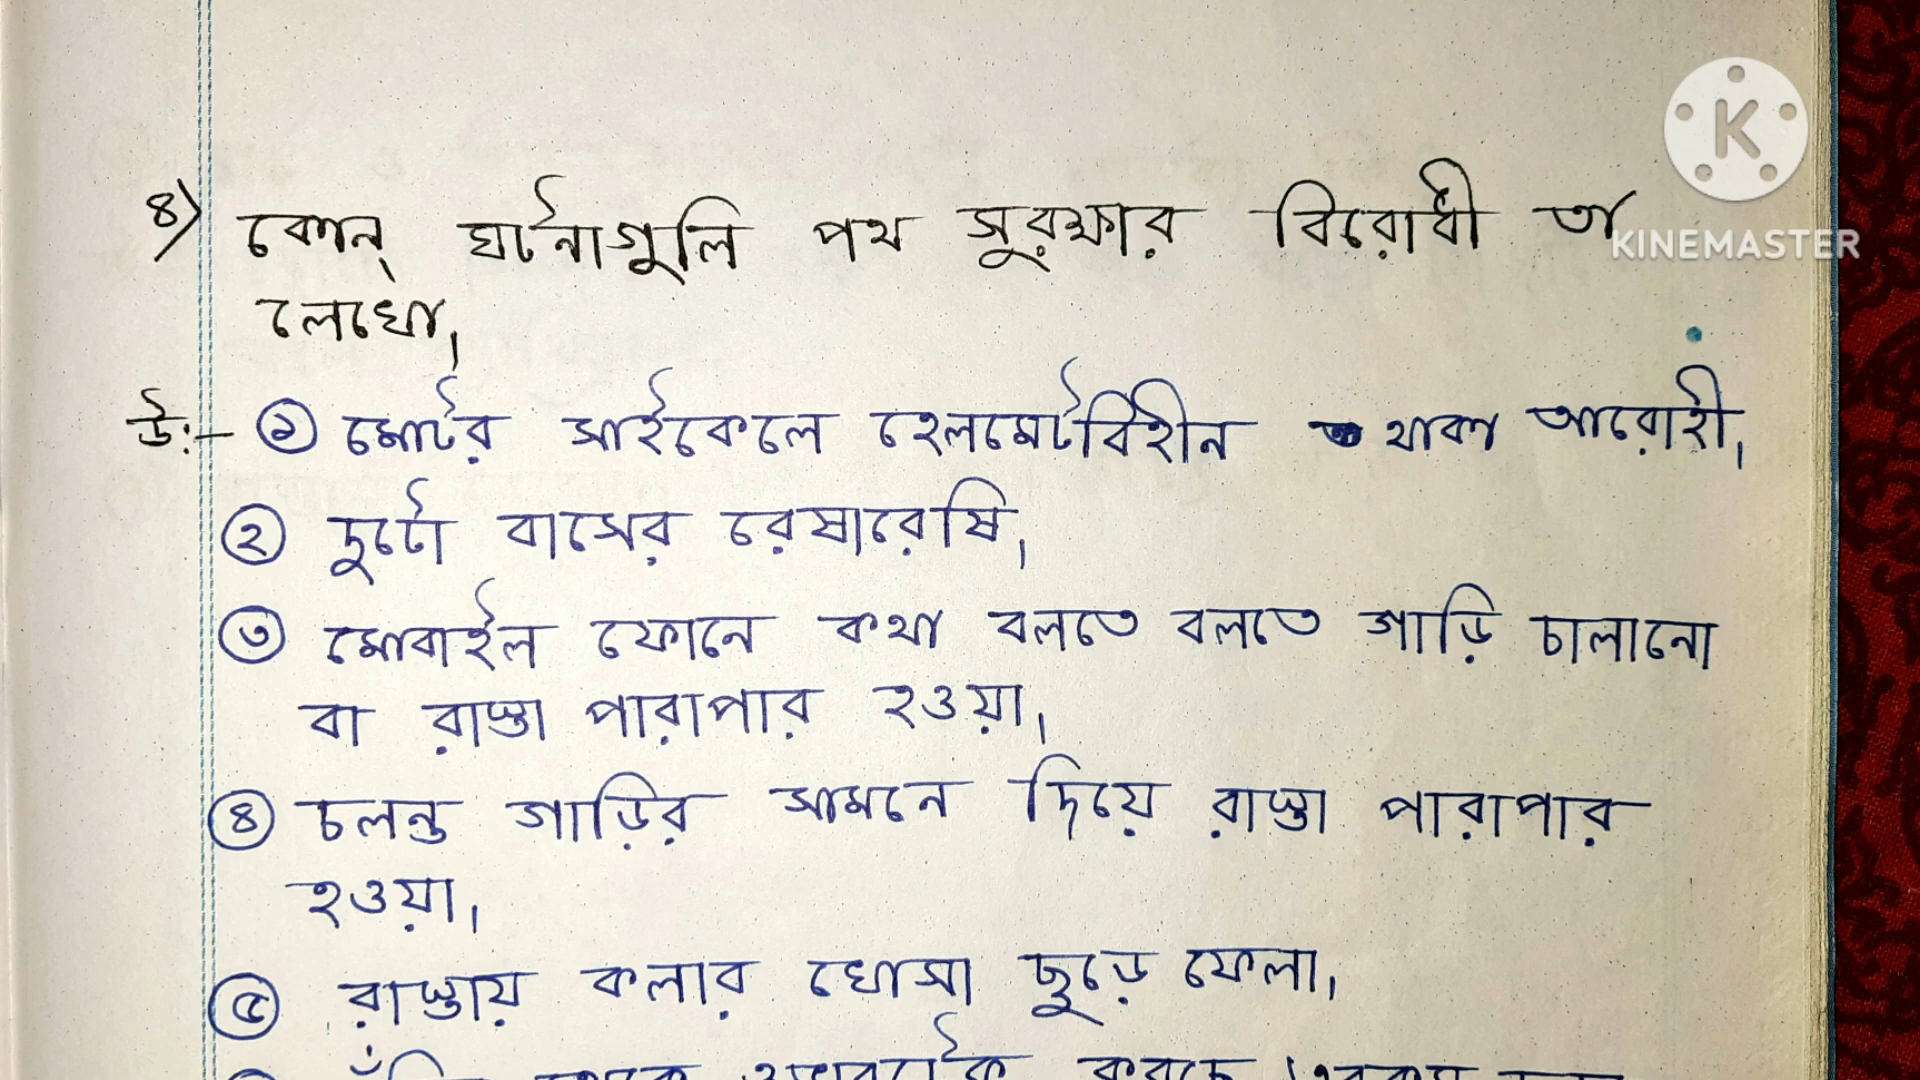 ৪) কোন্ ঘটনাগুলি পথ সুরক্ষার বিরোধী তা
KINEMASTER
লেখো।
উঃ- ① মোটর সাইকেলে হেলমেটবিহীন থাকা আরোহী।
② দুটো বাসের রেষারেষি।
③ মোবাইল ফোনে কথা বলতে বলতে গাড়ি চালানো
বা রাস্তা পারাপার হওয়া।
④ চলন্ত গাড়ির সামনে দিয়ে রাস্তা পারাপার
হওয়া।
⑤ রাস্তায় কলার খোসা ছুড়ে ফেলা।